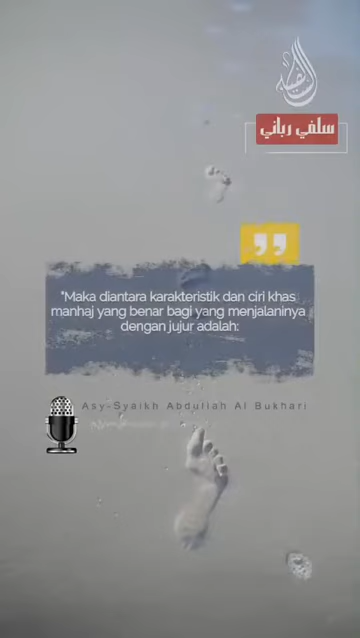 سلفي رباني
"Maka diantara karakteristik dan ciri khas
manhaj yang benar bagi yang menjalaninya
dengan jujur adalah:
Asy-Syaikh Abdullah Al Bukhari